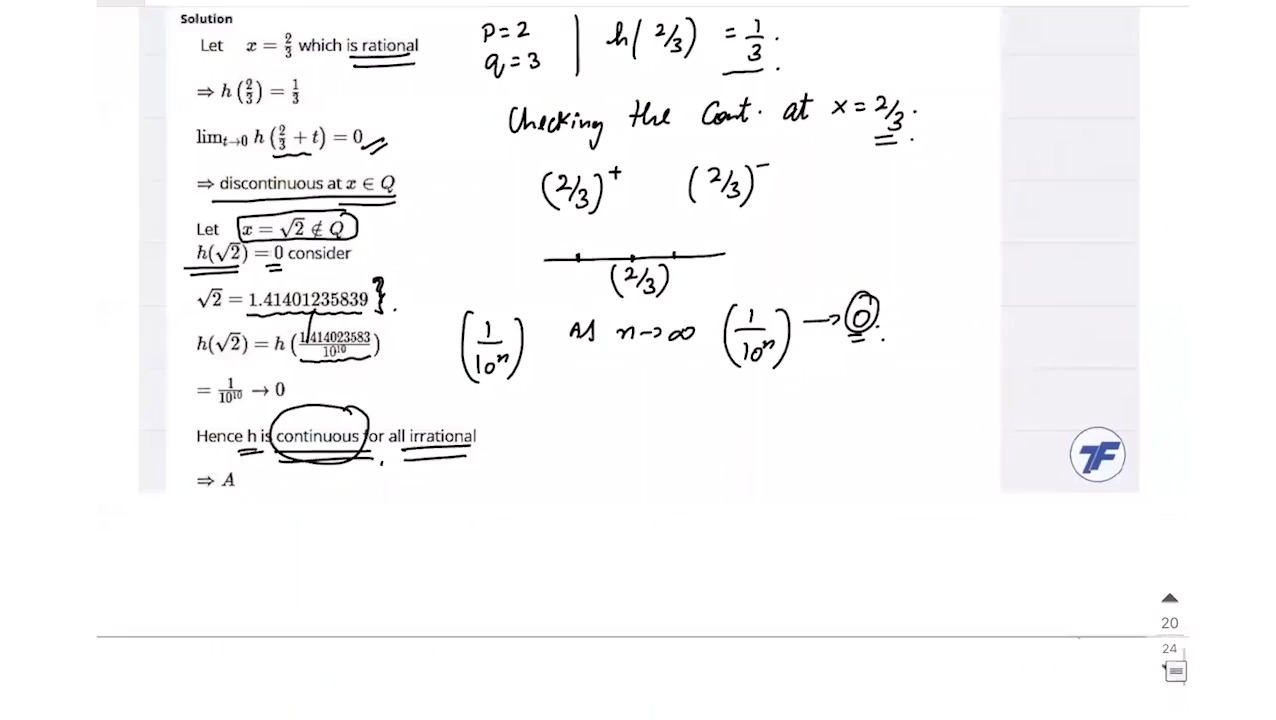 Solution
Let x = 2/3 which is rational
⇒ h(2/3) = 1/3
lim t→0 h(2/3 + t) = 0
⇒ discontinuous at x ∈ Q
Let x = √2 ∉ Q
h(√2) = 0 consider
√2 = 1.41401235839 }.
h(√2) = h(1414023583/10^10)
= 1/10^10 → 0
Hence h is continuous for all irrational
⇒ A
p = 2
q = 3
h(2/3) = 1/3.
Checking the Cont. at x = 2/3.
(2/3)^+ (2/3)^-
(2/3)
(1/10^n) as n → ∞ (1/10^n) → 0.
TF
20
24